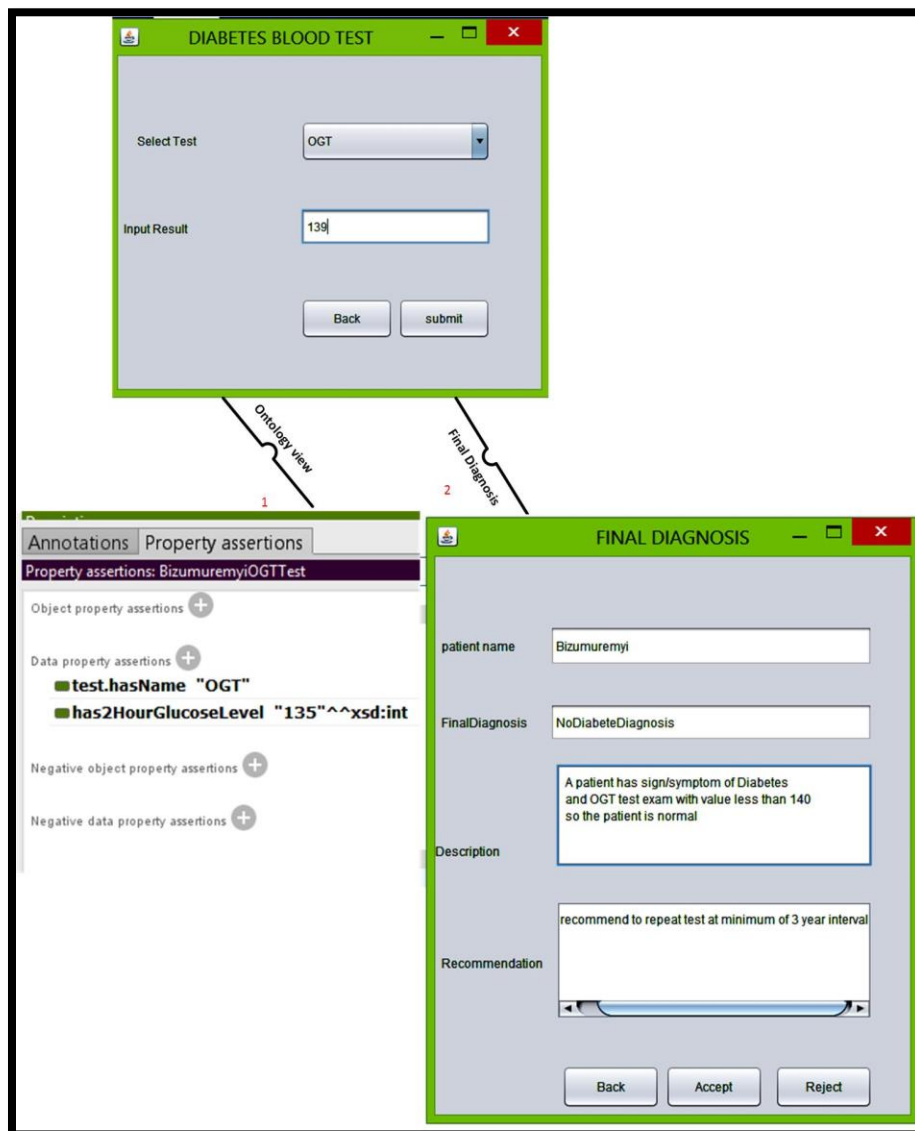 DIABETES BLOOD TEST
Select Test
OGT
Input Result
139
Back
submit
Ontology view
Final Diagnosis
1
2
Annotations
Property assertions
Property assertions: BizumuremyiOGTTest
Object property assertions
Data property assertions
test.hasName "OGT"
has2HourGlucoseLevel "135"^^xsd:int
Negative object property assertions
Negative data property assertions
FINAL DIAGNOSIS
patient name
Bizumuremyi
FinalDiagnosis
NoDiabeteDiagnosis
A patient has sign/symptom of Diabetes
and OGT test exam with value less than 140
so the patient is normal
Description
recommend to repeat test at minimum of 3 year interval
Recommendation
Back
Accept
Reject